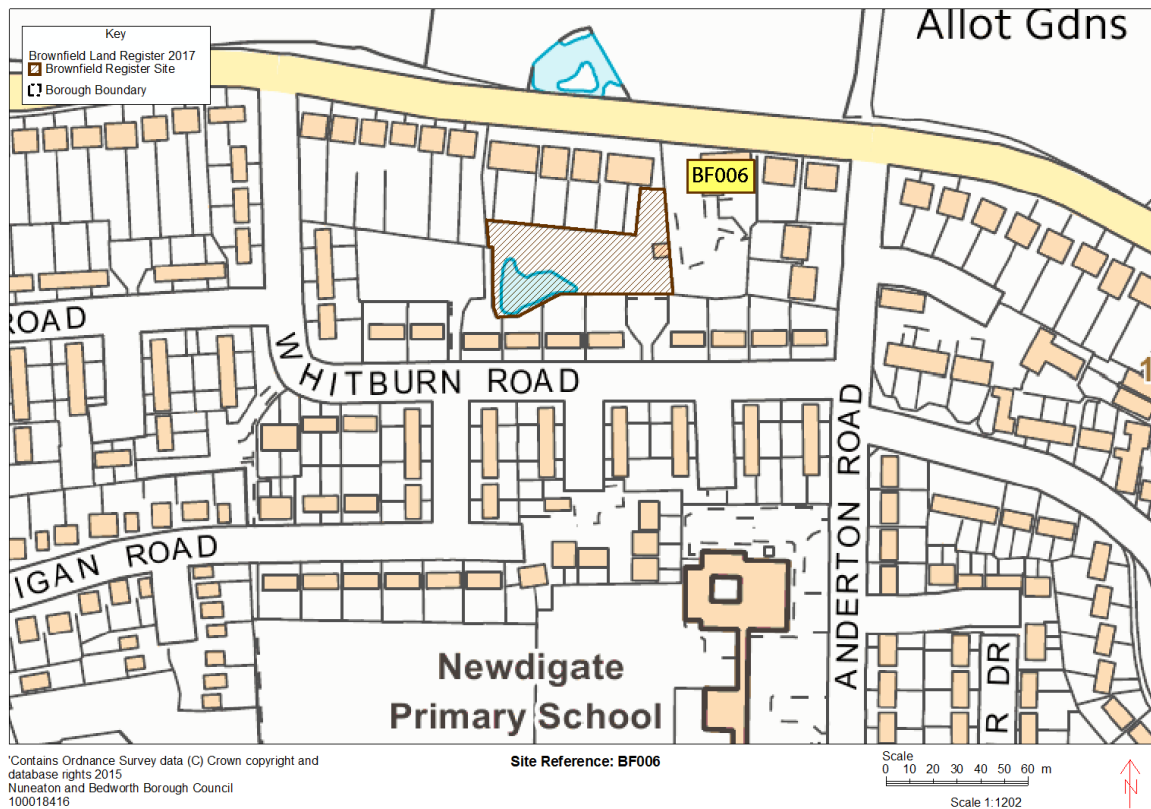 Key
Brownfield Land Register 2017
Brownfield Register Site
Borough Boundary
Allot Gdns
BF006
ROAD
WHITBURN ROAD
1
ANDERTON ROAD
IGAN ROAD
R DR
Newdigate
Primary School
'Contains Ordnance Survey data (C) Crown copyright and
database rights 2015
Nuneaton and Bedworth Borough Council
100018416
Site Reference: BF006
Scale
0 10 20 30 40 50 60 m
Scale 1:1202
N